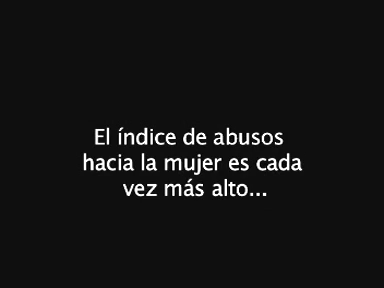 El índice de abusos
hacia la mujer es cada
vez más alto...